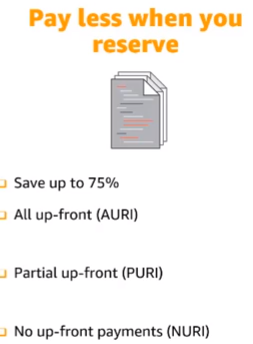 Pay less when you
reserve
Save up to 75%
All up-front (AURI)
Partial up-front (PURI)
No up-front payments (NURI)